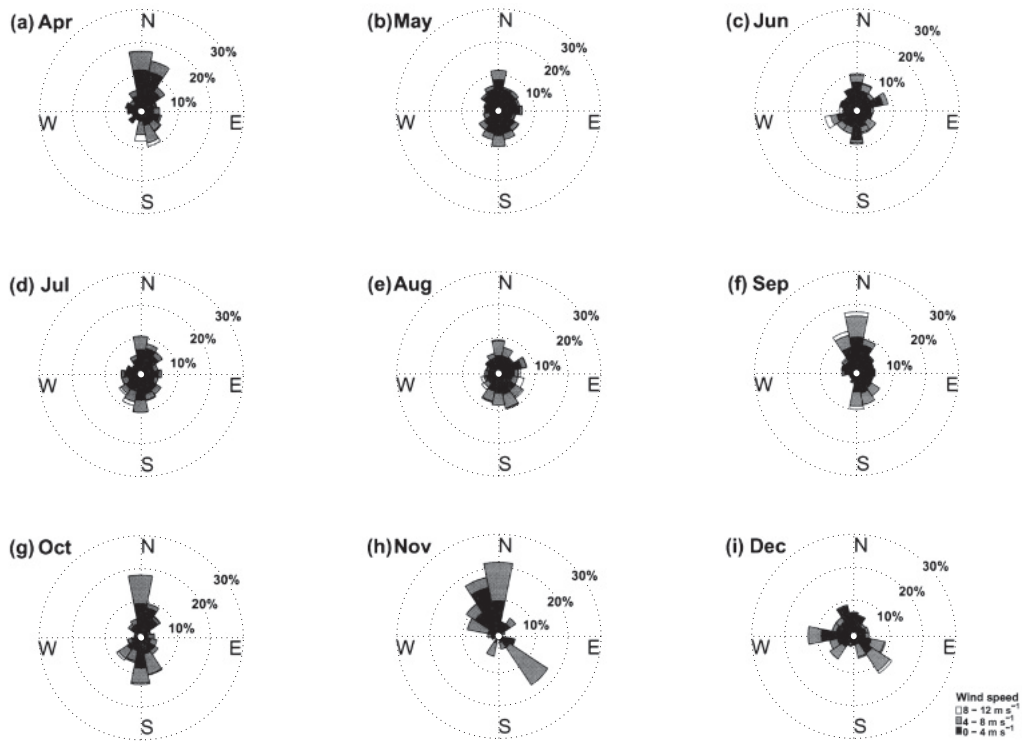 (a) Apr
N
30%
20%
10%
W
E
S
(b) May
N
30%
20%
10%
W
E
S
(c) Jun
N
30%
20%
10%
W
E
S
(d) Jul
N
30%
20%
10%
W
E
S
(e) Aug
N
30%
20%
10%
W
E
S
(f) Sep
N
30%
20%
10%
W
E
S
(g) Oct
N
30%
20%
10%
W
E
S
(h) Nov
N
30%
20%
10%
W
E
S
(i) Dec
N
30%
20%
10%
W
E
S
Wind speed
8 – 12 m s⁻¹
4 – 8 m s⁻¹
0 – 4 m s⁻¹